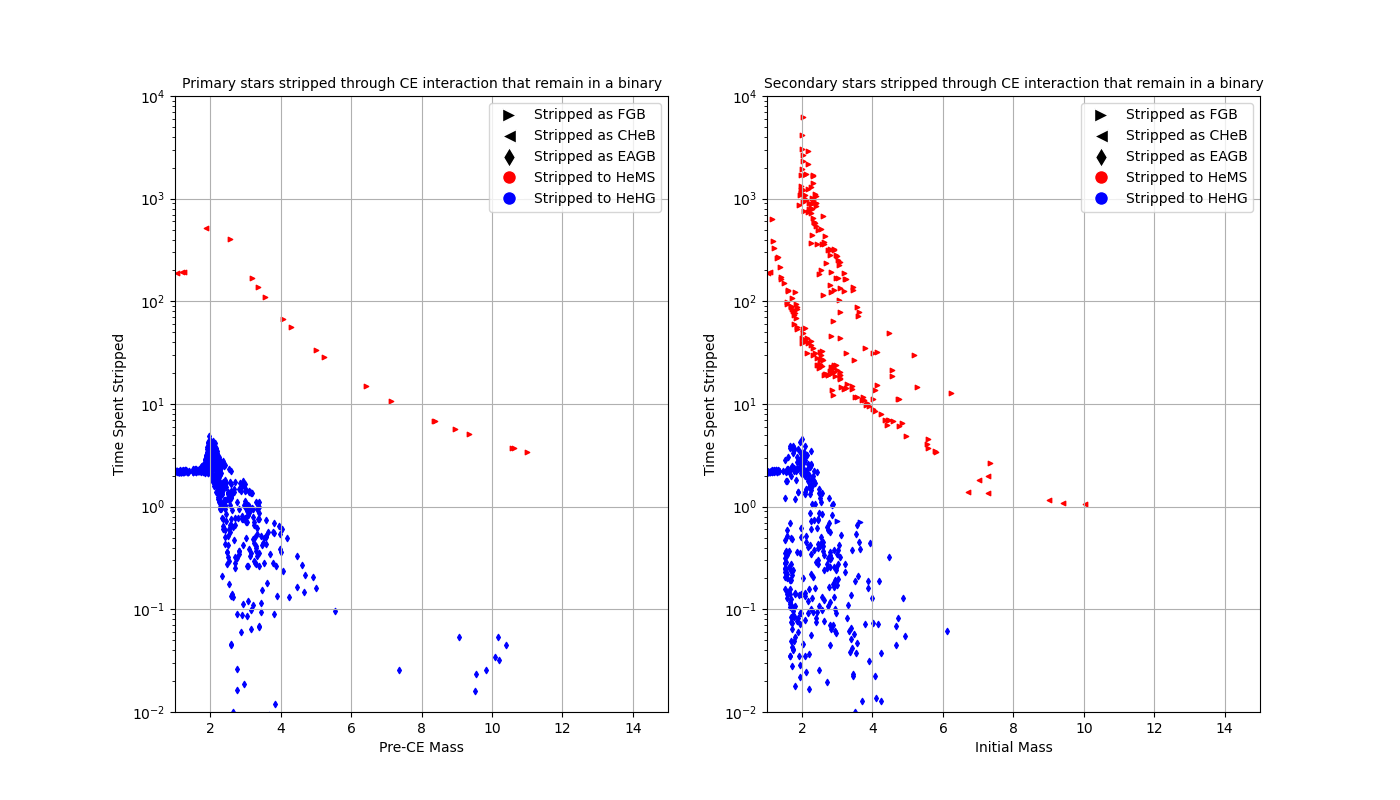 Primary stars stripped through CE interaction that remain in a binary
10^4
10^3
10^2
10^1
10^0
10^-1
10^-2
Time Spent Stripped
Stripped as FGB
Stripped as CHeB
Stripped as EAGB
Stripped to HeMS
Stripped to HeHG
2 4 6 8 10 12 14
Pre-CE Mass
Secondary stars stripped through CE interaction that remain in a binary
10^4
10^3
10^2
10^1
10^0
10^-1
10^-2
Time Spent Stripped
Stripped as FGB
Stripped as CHeB
Stripped as EAGB
Stripped to HeMS
Stripped to HeHG
2 4 6 8 10 12 14
Initial Mass